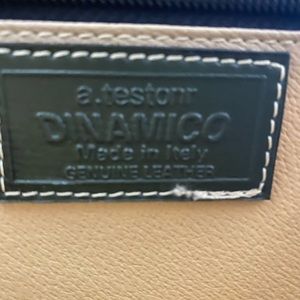 a.testoni
DINAMICO
Made in Italy
GENUINE LEATHER